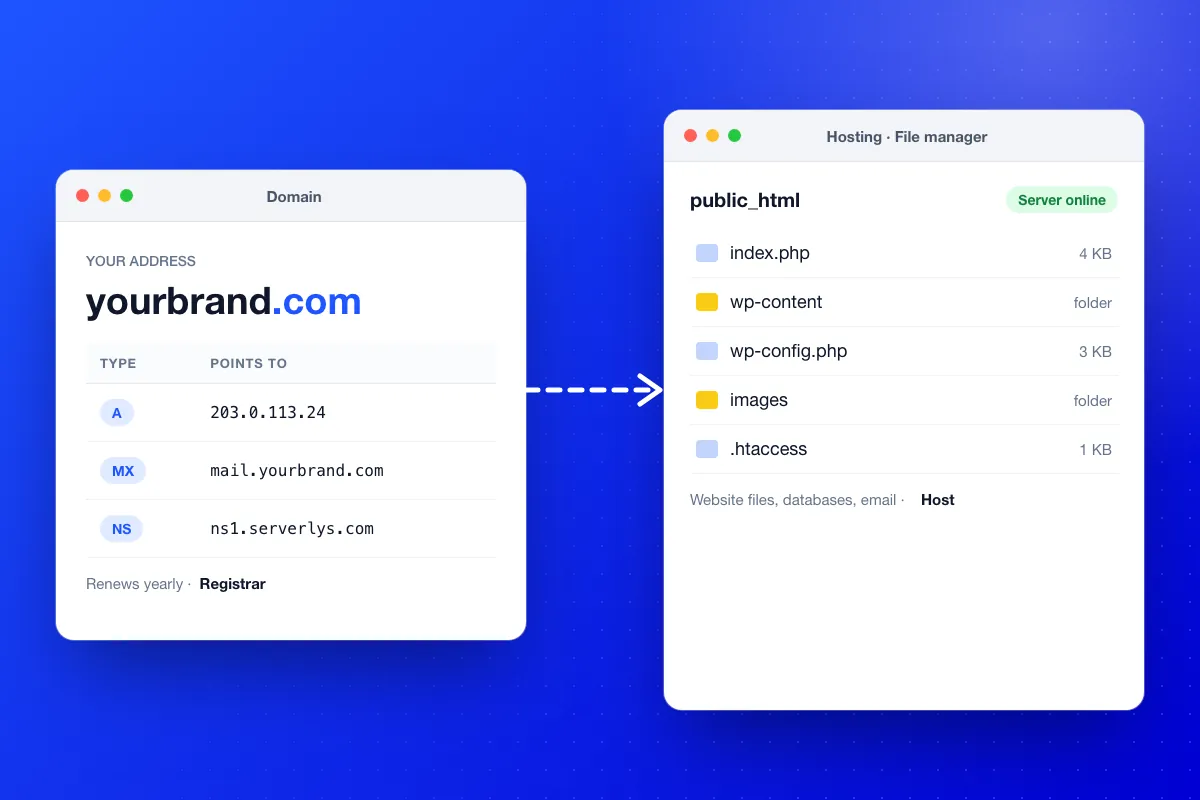 Domain
YOUR ADDRESS
yourbrand.com
TYPE POINTS TO
A 203.0.113.24
MX mail.yourbrand.com
NS ns1.serverlys.com
Renews yearly · Registrar
Hosting · File manager
public_html Server online
index.php 4 KB
wp-content folder
wp-config.php 3 KB
images folder
.htaccess 1 KB
Website files, databases, email · Host